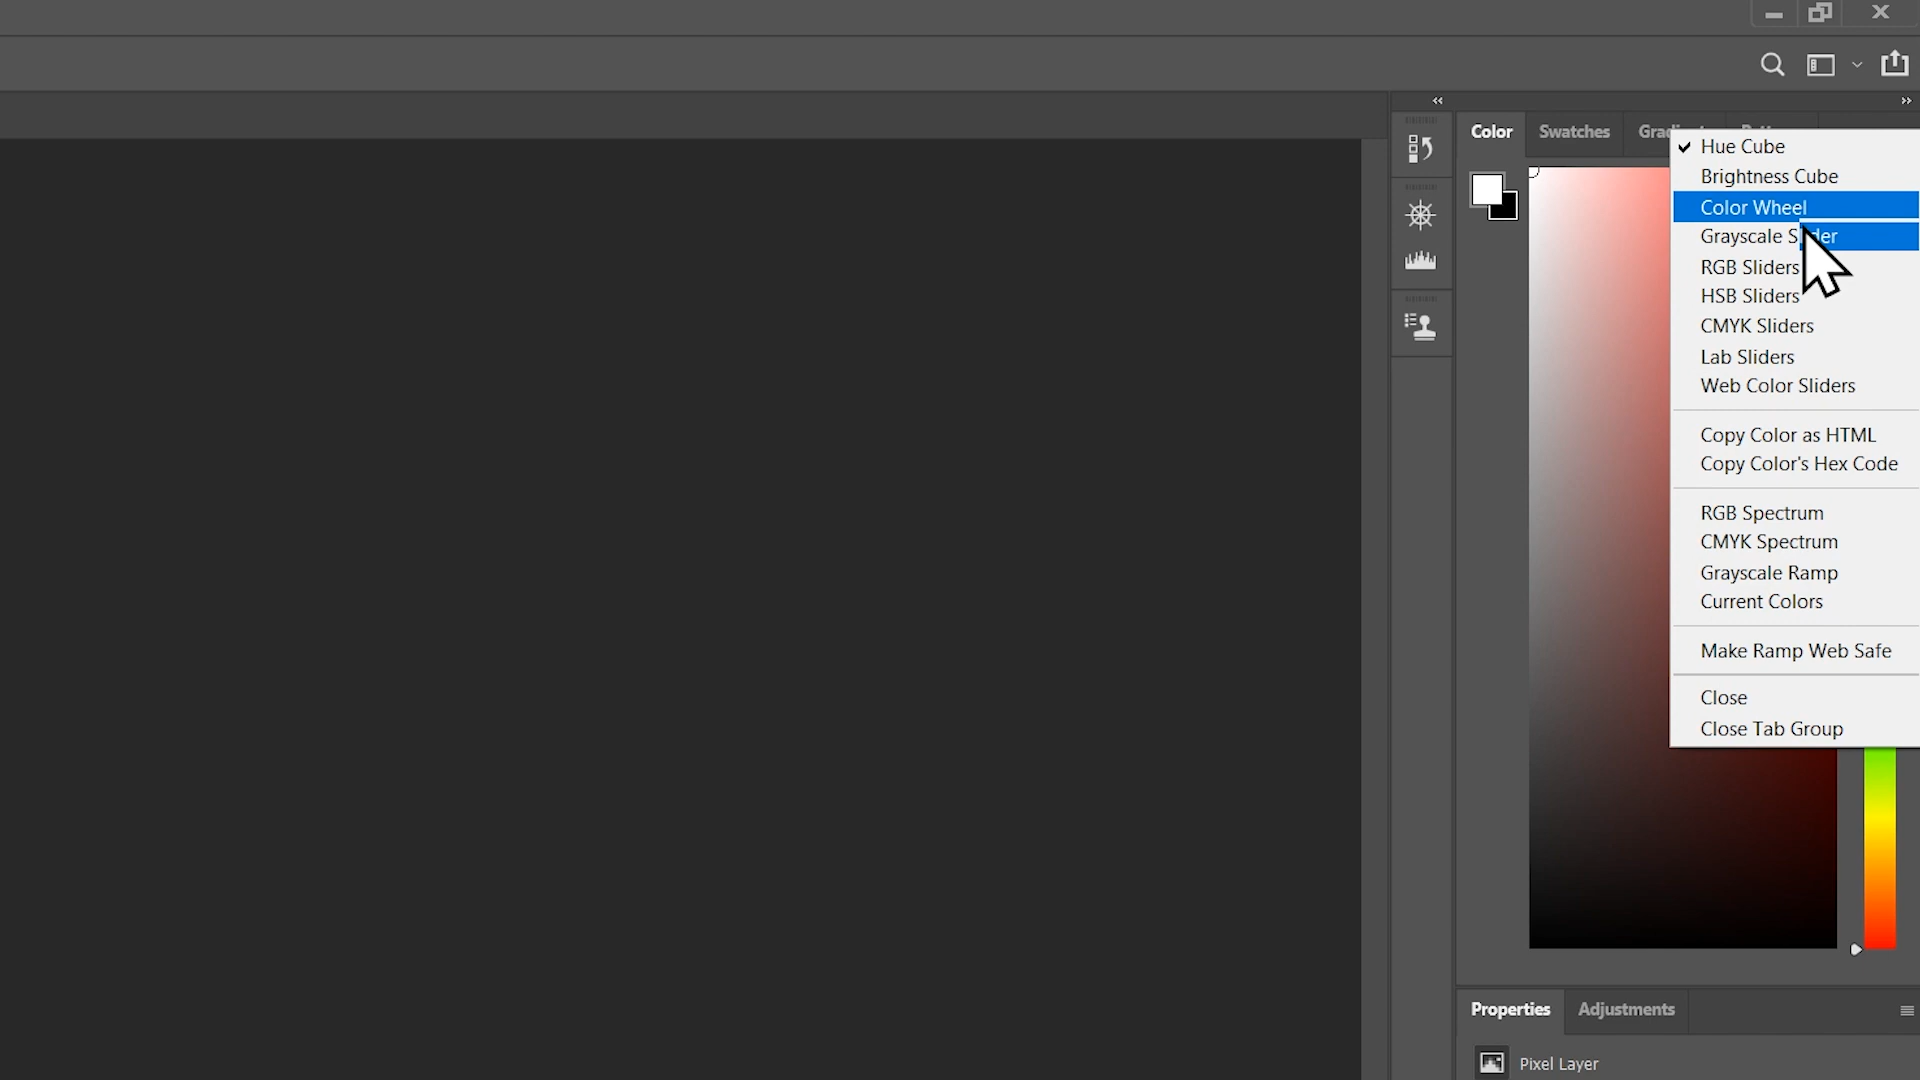 Color
Swatches
Hue Cube
Brightness Cube
Color Wheel
Grayscale Slider
RGB Sliders
HSB Sliders
CMYK Sliders
Lab Sliders
Web Color Sliders
Copy Color as HTML
Copy Color's Hex Code
RGB Spectrum
CMYK Spectrum
Grayscale Ramp
Current Colors
Make Ramp Web Safe
Close
Close Tab Group
Properties
Adjustments
Pixel Layer